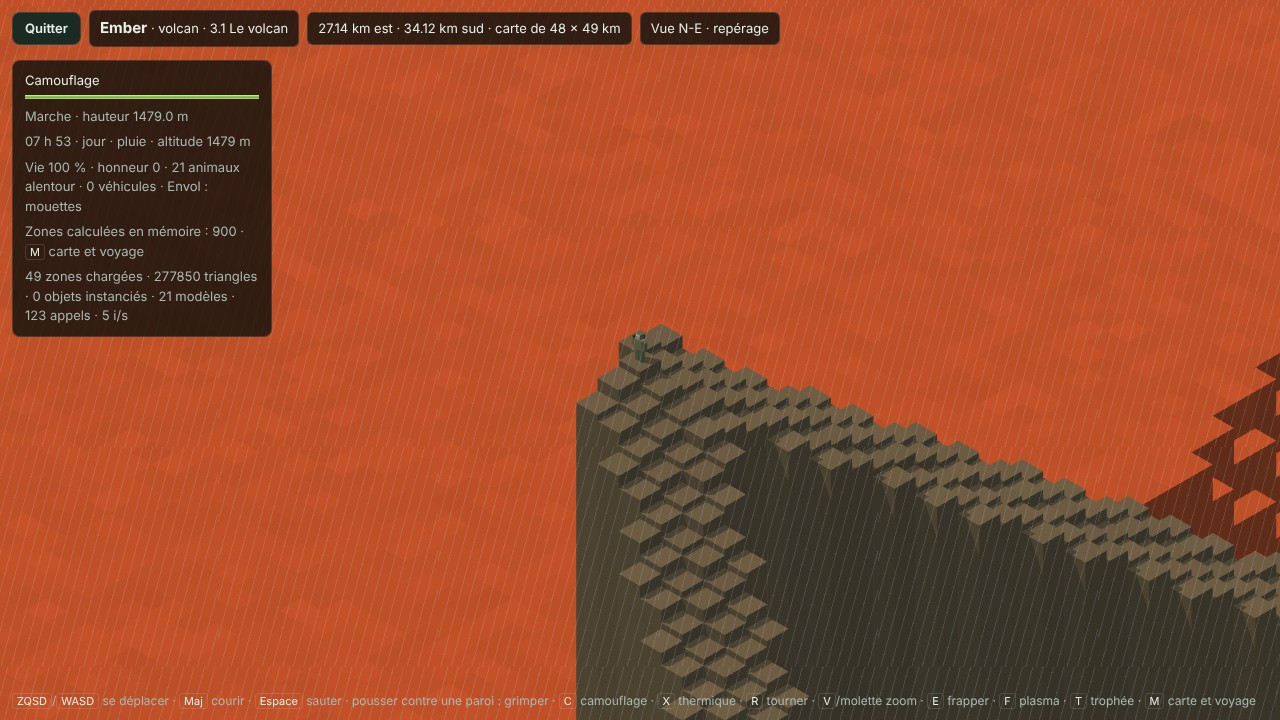 Quitter
Ember · volcan · 3.1 Le volcan
27.14 km est · 34.12 km sud · carte de 48 × 49 km
Vue N-E · repérage
Camouflage
Marche · hauteur 1479.0 m
07 h 53 · jour · pluie · altitude 1479 m
Vie 100 % · honneur 0 · 21 animaux
alentour · 0 véhicules · Envol :
mouettes
Zones calculées en mémoire : 900 ·
M carte et voyage
49 zones chargées · 277850 triangles
· 0 objets instanciés · 21 modèles ·
123 appels · 5 i/s
ZQSD / WASD se déplacer · Maj courir · Espace sauter · pousser contre une paroi : grimper · C camouflage · X thermique · R tourner · V /molette zoom · E frapper · F plasma · T trophée · M carte et voyage